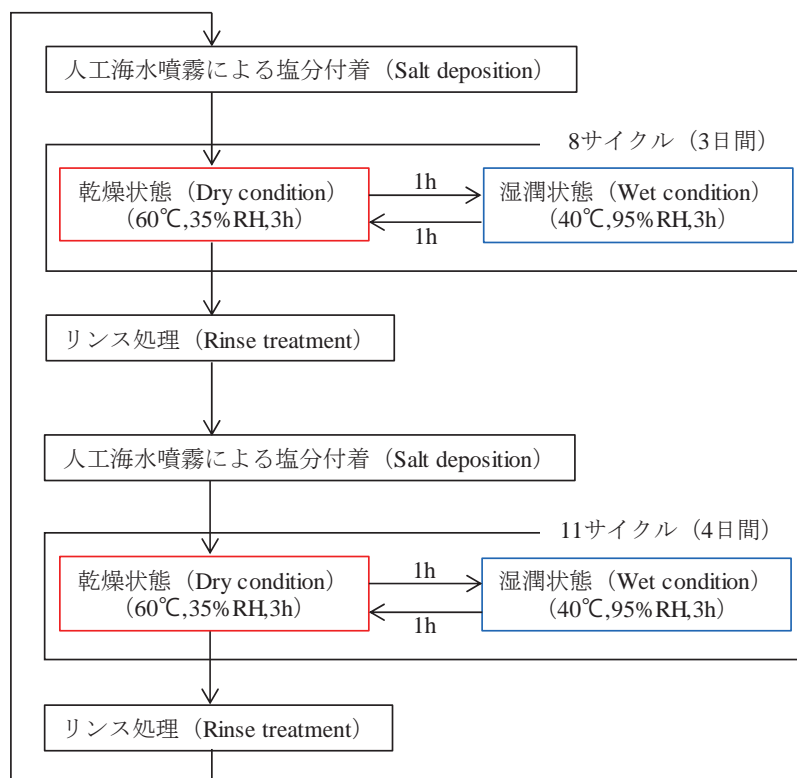 人工海水噴霧による塩分付着（Salt deposition）
8サイクル（3日間）
乾燥状態（Dry condition）
（60℃,35%RH,3h）
1h
1h
湿潤状態（Wet condition）
（40℃,95%RH,3h）
リンス処理（Rinse treatment）
人工海水噴霧による塩分付着（Salt deposition）
11サイクル（4日間）
乾燥状態（Dry condition）
（60℃,35%RH,3h）
1h
1h
湿潤状態（Wet condition）
（40℃,95%RH,3h）
リンス処理（Rinse treatment）